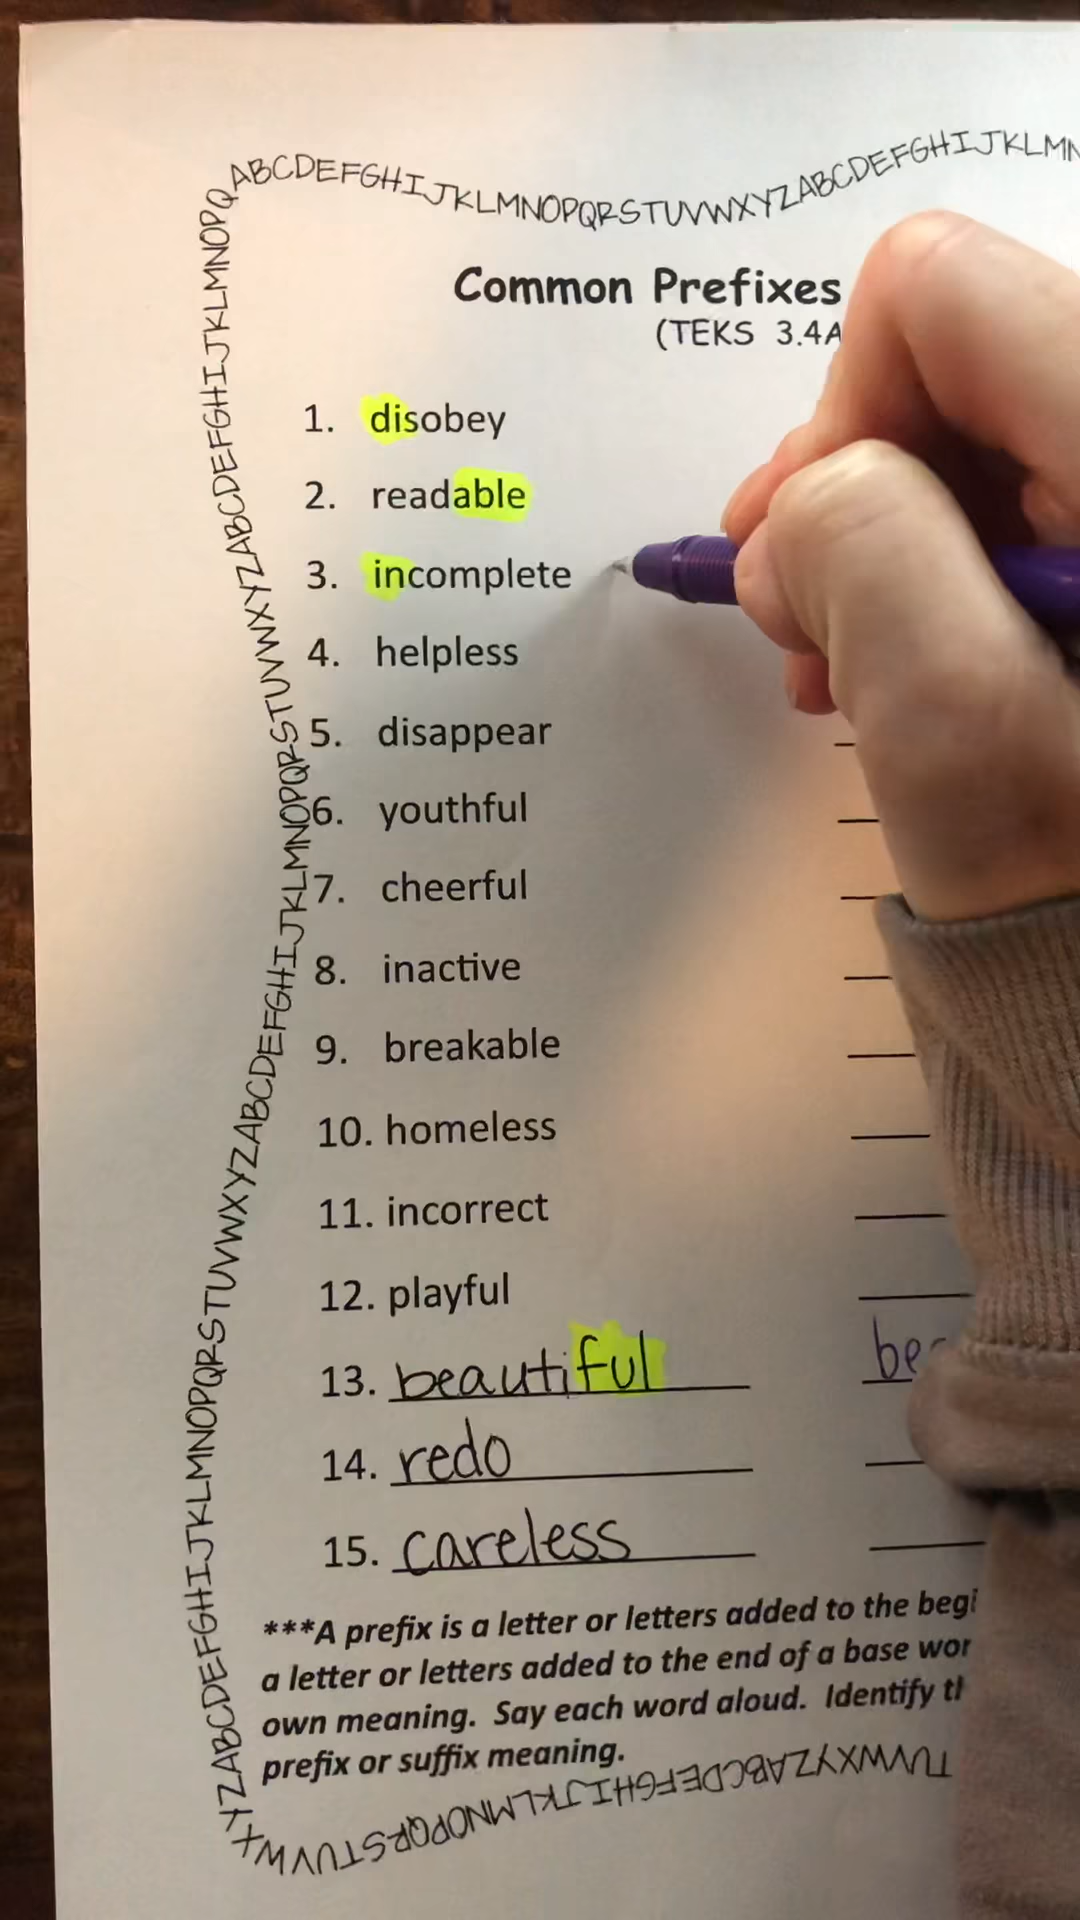 ABCDEFGHIJKLMNOPQRSTUVWXYZABCDEFGHIJKLMN
Common Prefixes
(TEKS 3.4A
1. disobey
2. readable
3. incomplete
4. helpless
5. disappear
6. youthful
7. cheerful
8. inactive
9. breakable
10. homeless
11. incorrect
12. playful
13. beautiful
14. redo
15. careless
***A prefix is a letter or letters added to the
a letter or letters added to the end of a base
own meaning. Say each word aloud. Identify
prefix or suffix meaning.
TUVWXYZABCDEFGHIJKLMNOPQRSTUVWXYZABCDEFGHIJKLMNOPQRSTUVWXYZABCDEFGHIJKLMNOPQRSTUVWXYZABCDEFGHIJKLMNOPQRSTUVWXYZABCDEFGHIJKLMNOPQ